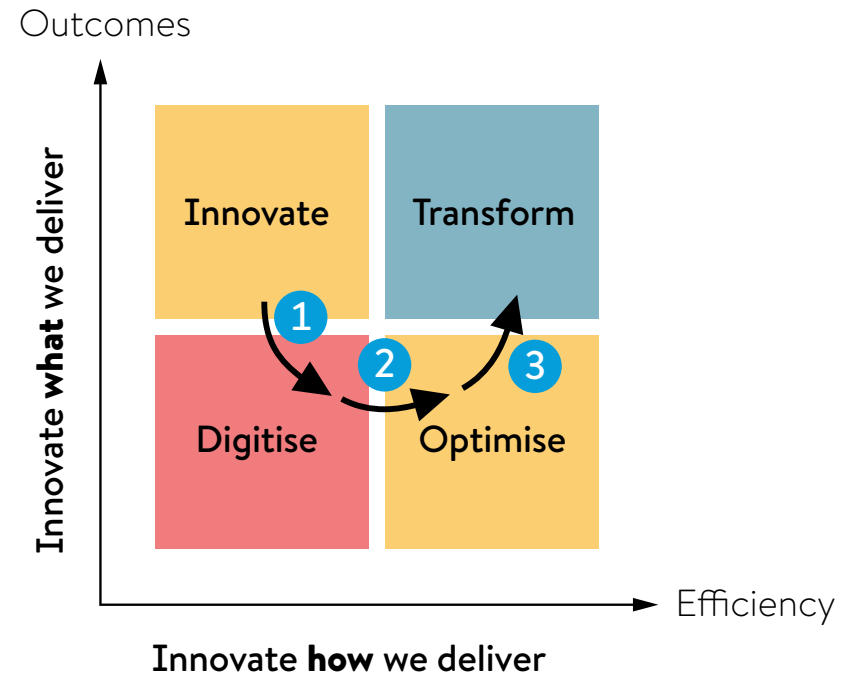 Outcomes
Innovate what we deliver
Innovate
Transform
1
2
3
Digitise
Optimise
Efficiency
Innovate how we deliver